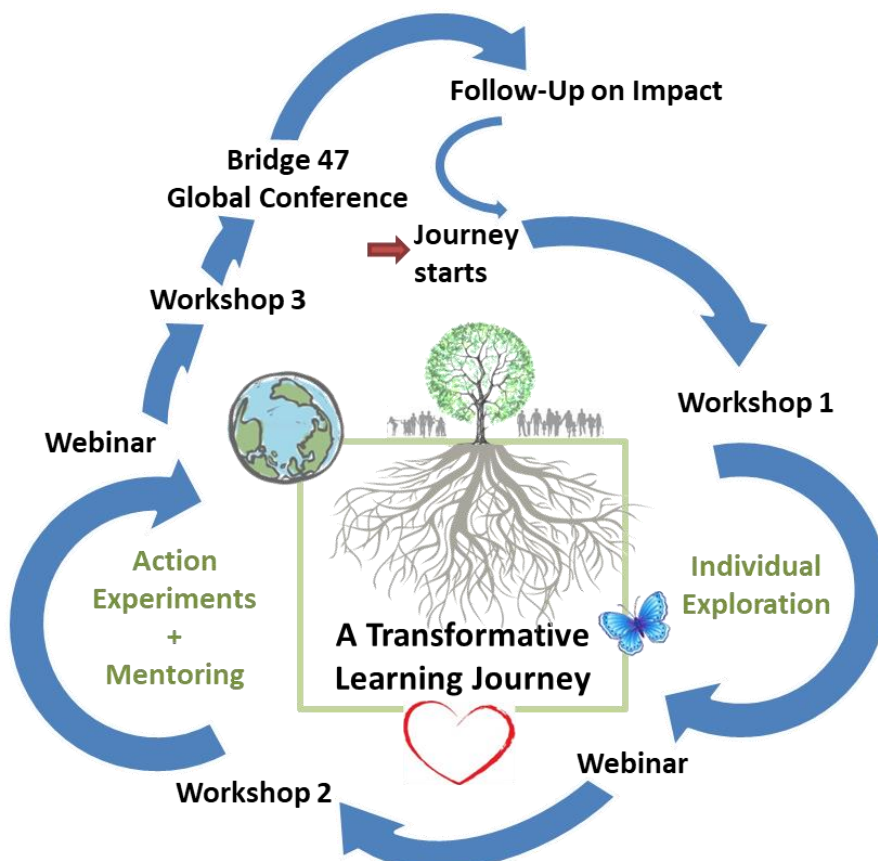 Follow-Up on Impact
Bridge 47
Global Conference
Journey
starts
Workshop 3
Workshop 1
Webinar
Action
Experiments
+
Mentoring
Individual
Exploration
A Transformative
Learning Journey
Webinar
Workshop 2